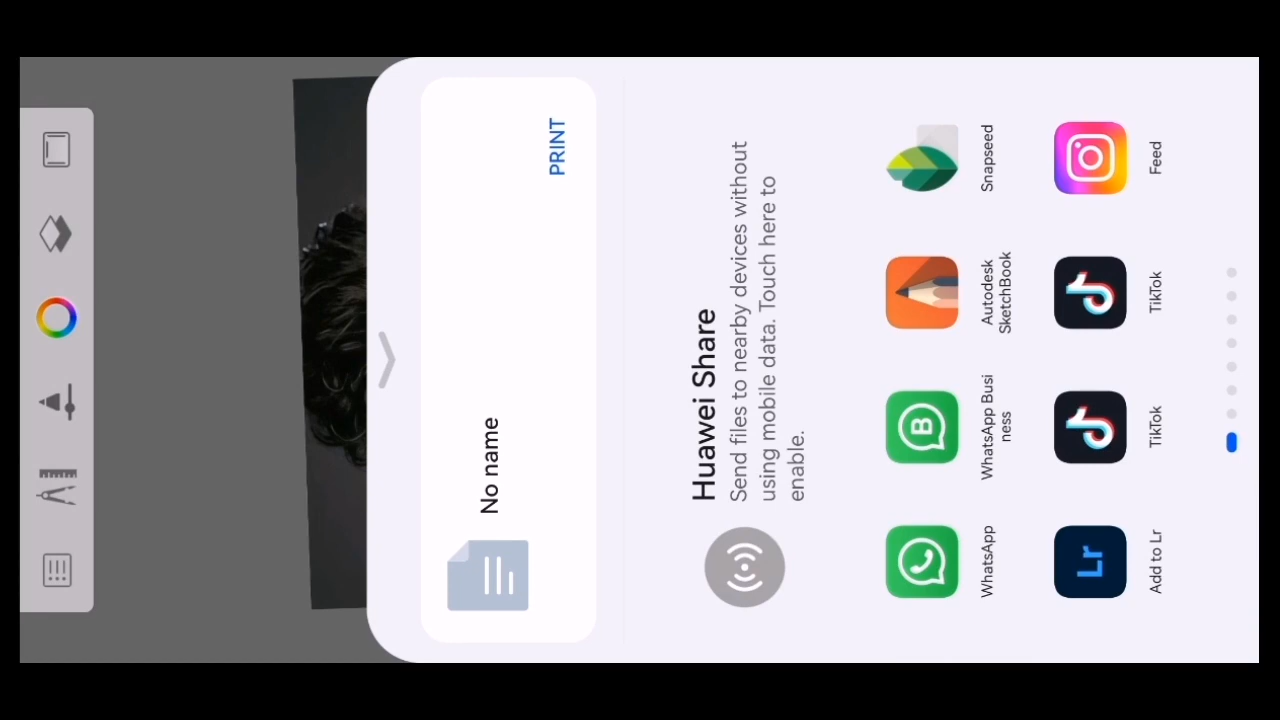 No name
PRINT
Huawei Share
Send files to nearby devices without
using mobile data. Touch here to
enable.
WhatsApp
WhatsApp Busi
ness
Autodesk
SketchBook
Snapseed
Lr
Add to Lr
TikTok
TikTok
Feed